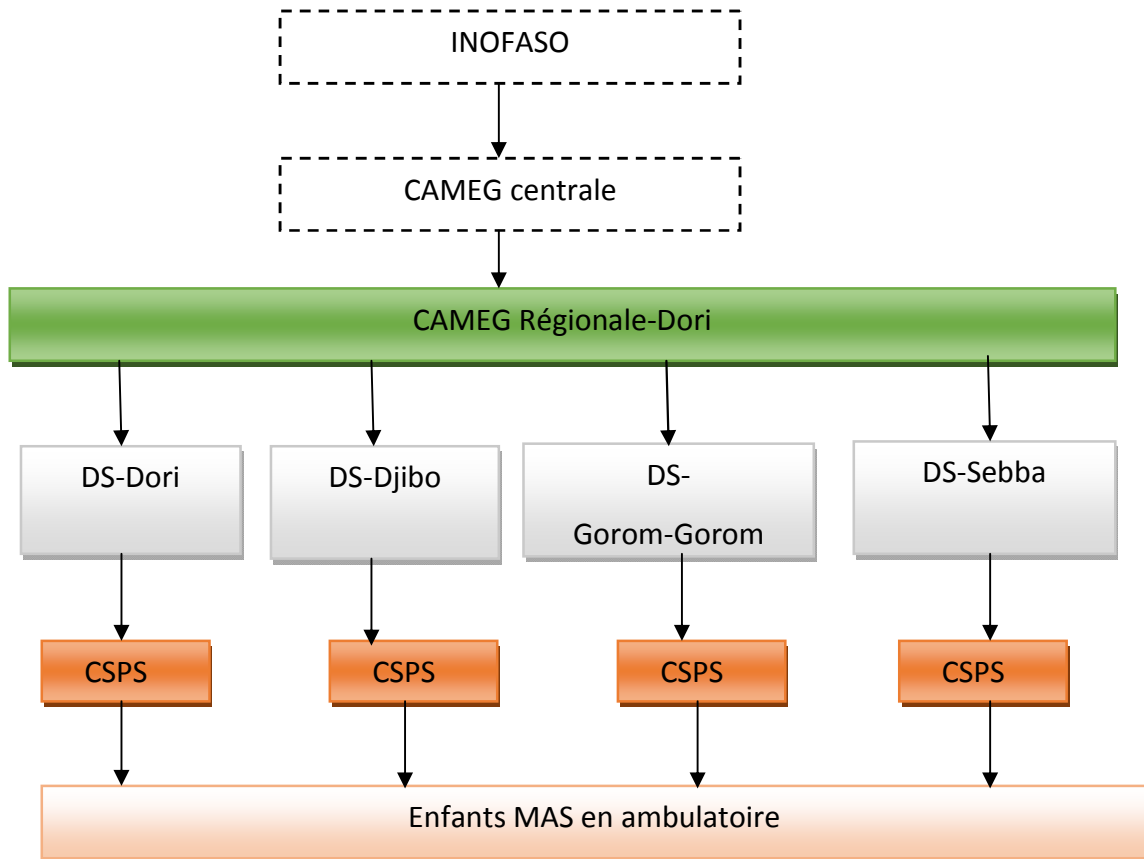 INOFASO
CAMEG centrale
CAMEG Régionale-Dori
DS-Dori
DS-Djibo
DS-
Gorom-Gorom
DS-Sebba
CSPS
CSPS
CSPS
CSPS
Enfants MAS en ambulatoire